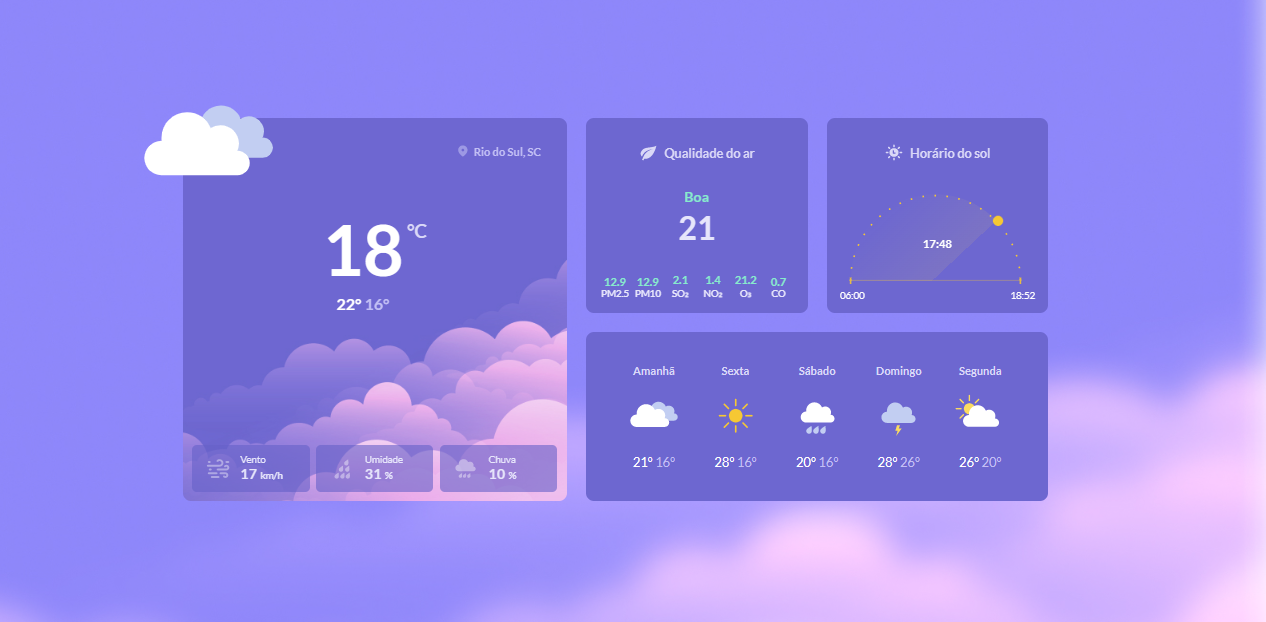 Rio do Sul, SC
18 °C
22° 16°
Vento
17 km/h
Umidade
31 %
Chuva
10 %
Qualidade do ar
Boa
21
12.9 12.9 2.1 1.4 21.2 0.7
PM2.5 PM10 SO₂ NO₂ O₃ CO
Horário do sol
17:48
06:00 18:52
Amanhã Sexta Sábado Domingo Segunda
21° 16° 28° 16° 20° 16° 28° 26° 26° 20°